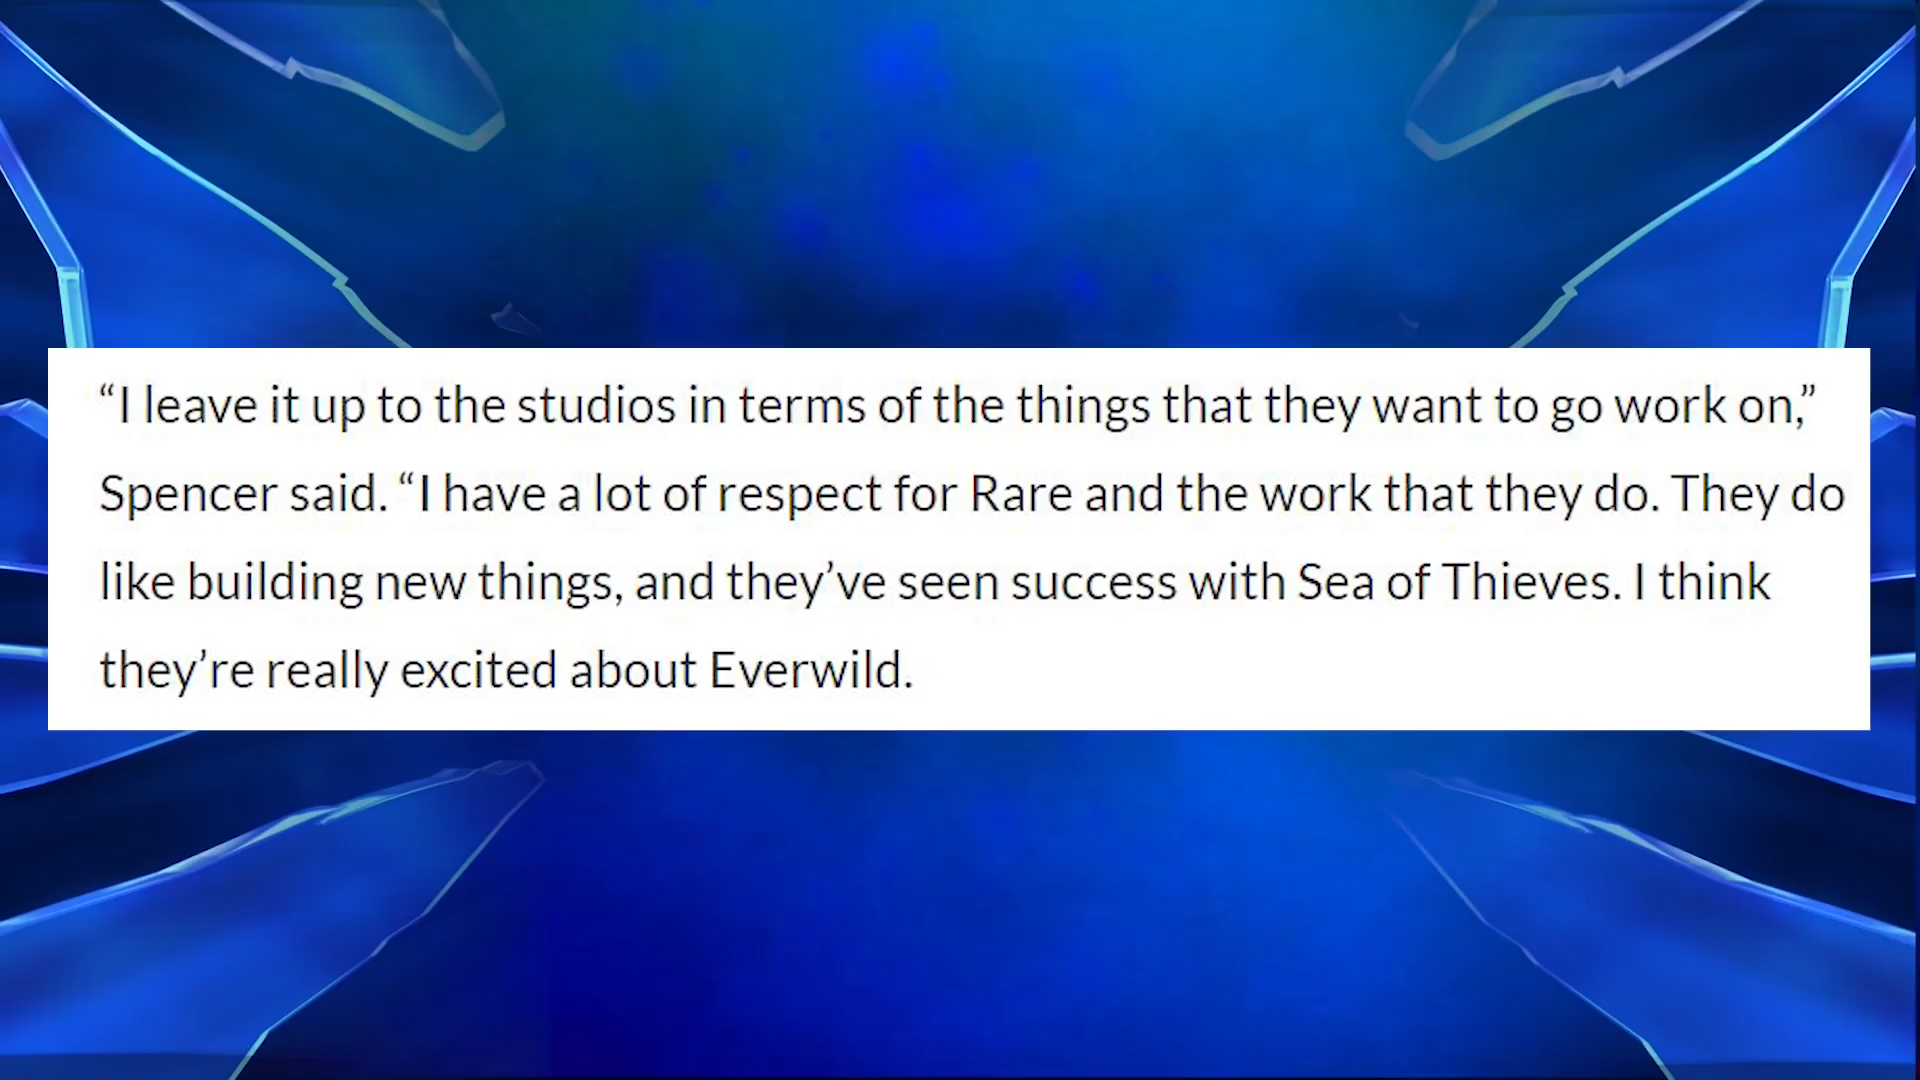 “I leave it up to the studios in terms of the things that they want to go work on,”
Spencer said. “I have a lot of respect for Rare and the work that they do. They do
like building new things, and they’ve seen success with Sea of Thieves. I think
they’re really excited about Everwild.